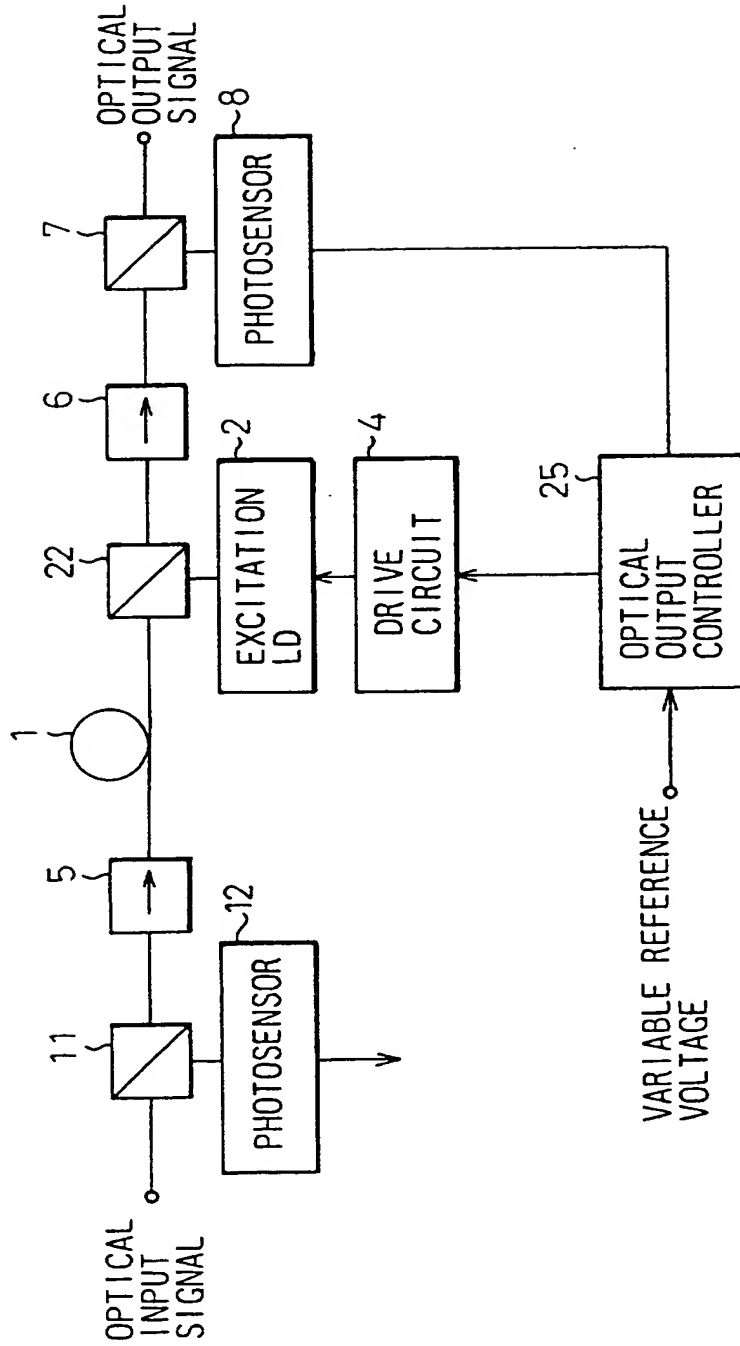 OPTICAL
INPUT
SIGNAL
11
PHOTOSENSOR
12
5
1
22
EXCITATION
LD
2
DRIVE
CIRCUIT
4
6
7
OPTICAL
OUTPUT
SIGNAL
PHOTOSENSOR
8
VARIABLE REFERENCE
VOLTAGE
OPTICAL
OUTPUT
CONTROLLER
25